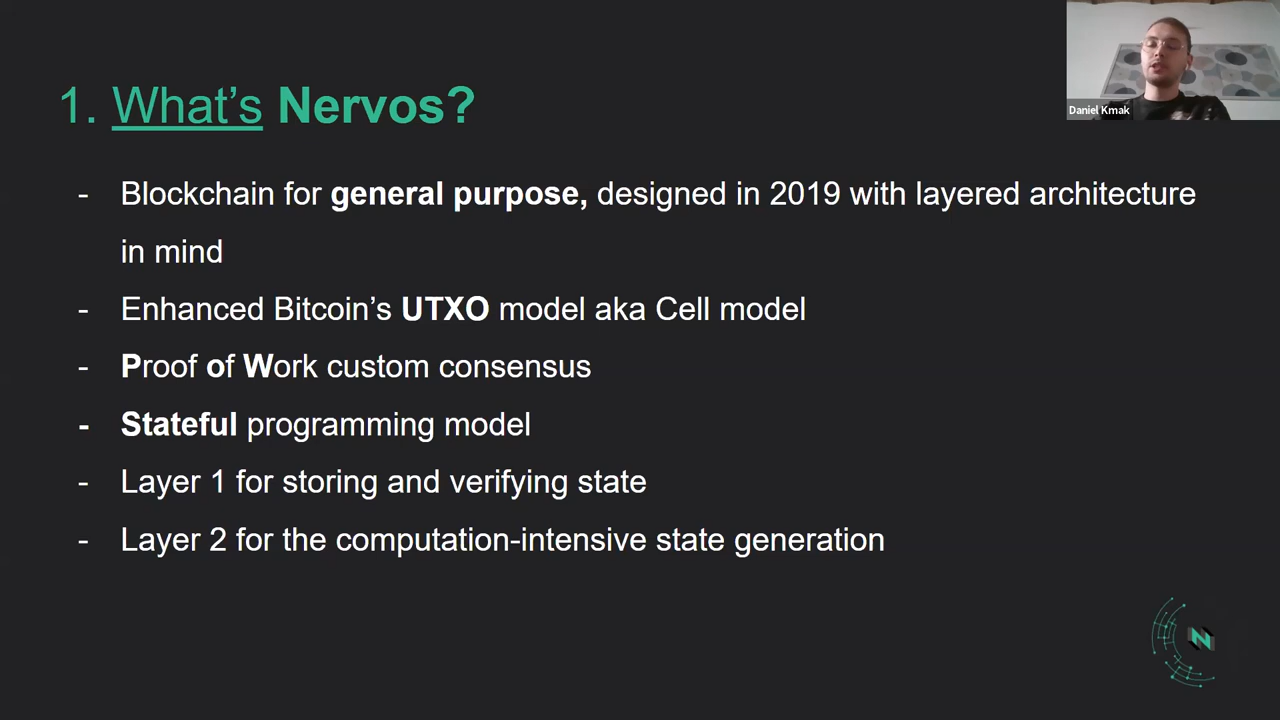 1. What's Nervos?
Daniel Kmak
- Blockchain for general purpose, designed in 2019 with layered architecture
in mind
- Enhanced Bitcoin's UTXO model aka Cell model
- Proof of Work custom consensus
- Stateful programming model
- Layer 1 for storing and verifying state
- Layer 2 for the computation-intensive state generation
N